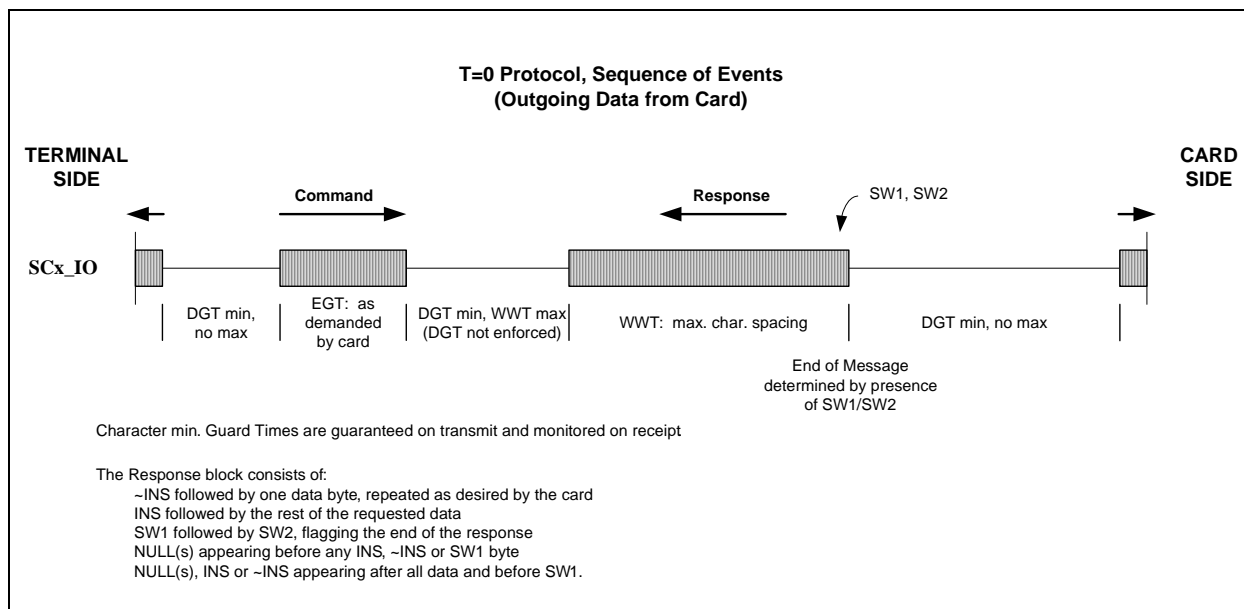 T=0 Protocol, Sequence of Events
(Outgoing Data from Card)
TERMINAL
SIDE
CARD
SIDE
Command
Response
SW1, SW2
SCx_IO
DGT min,
no max
EGT: as
demanded
by card
DGT min, WWT max
(DGT not enforced)
WWT: max. char. spacing
DGT min, no max
End of Message
determined by presence
of SW1/SW2
Character min. Guard Times are guaranteed on transmit and monitored on receipt.
The Response block consists of:
~INS followed by one data byte, repeated as desired by the card
INS followed by the rest of the requested data
SW1 followed by SW2, flagging the end of the response
NULL(s) appearing before any INS, ~INS or SW1 byte
NULL(s), INS or ~INS appearing after all data and before SW1.